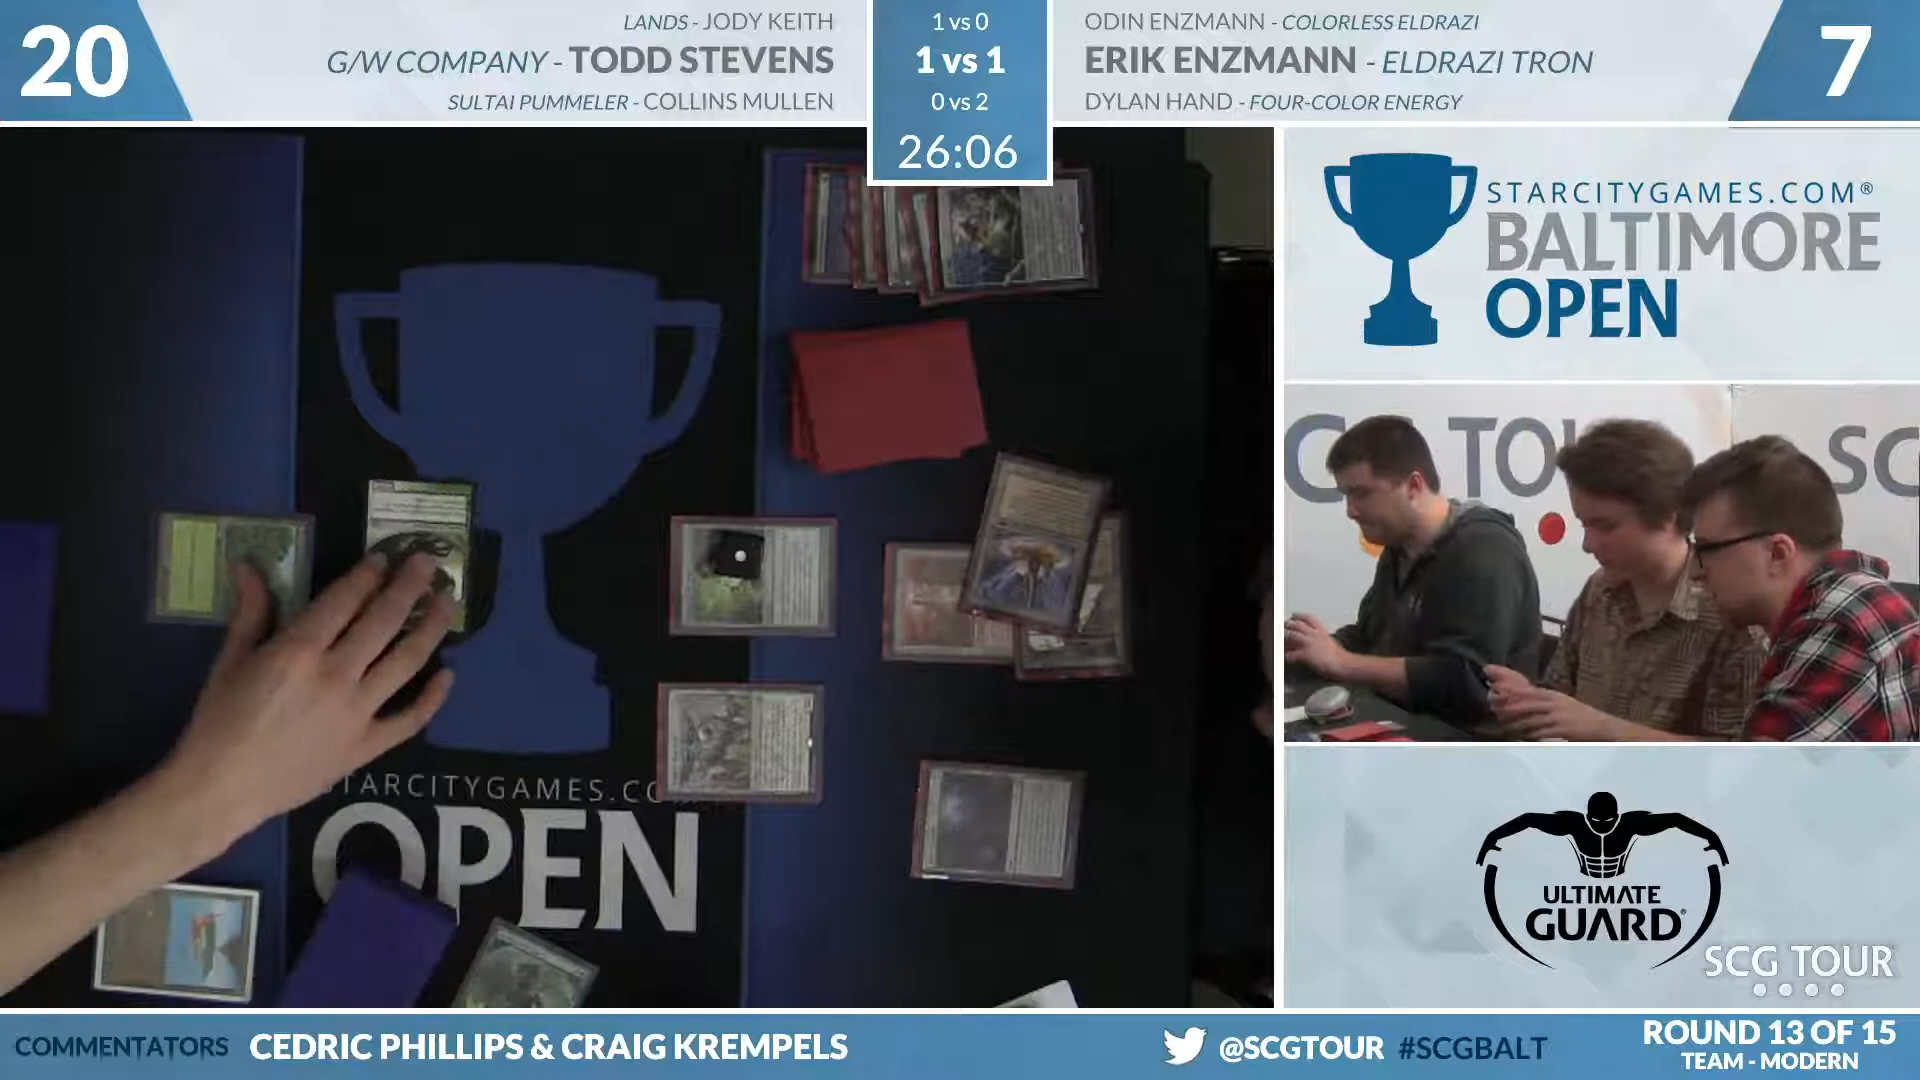 20
LANDS - JODY KEITH
G/W COMPANY - TODD STEVENS
SULTAI PUMMELER - COLLINS MULLEN
1 vs 0
1 vs 1
0 vs 2
26:06
ODIN ENZMANN - COLORLESS ELDRAZI
ERIK ENZMANN - ELDRAZI TRON
DYLAN HAND - FOUR-COLOR ENERGY
7
STARCITYGAMES.COM®
BALTIMORE
OPEN
TOU
SC
STARCITYGAMES.CO
OPEN
ULTIMATE
GUARD®
SCG TOUR
COMMENTATORS CEDRIC PHILLIPS & CRAIG KREMPELS
@SCGTOUR #SCGBALT
ROUND 13 OF 15
TEAM - MODERN